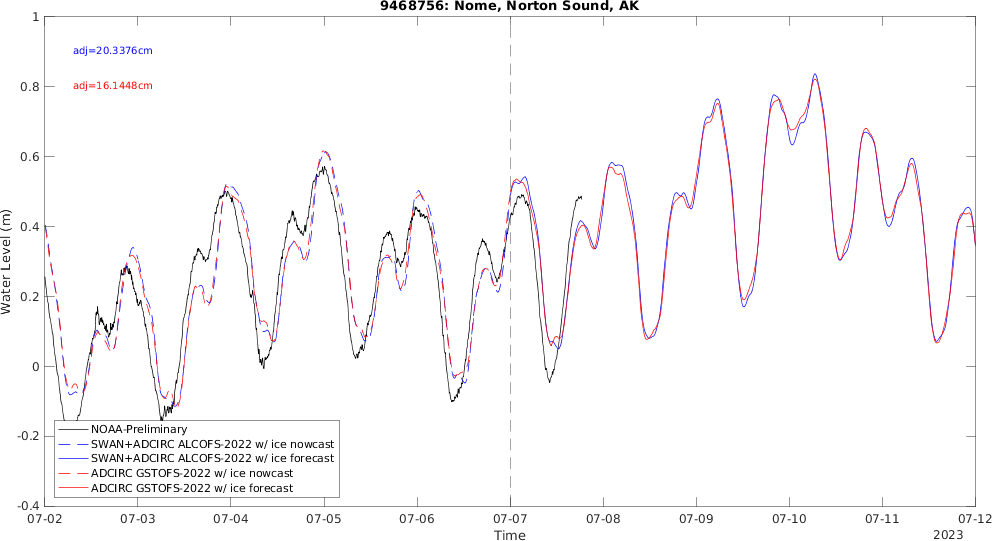 9468756: Nome, Norton Sound, AK
1
adj=20.3376cm
adj=16.1448cm
0.8
0.6
0.4
0.2
0
-0.2
-0.4
Water Level (m)
NOAA-Preliminary
SWAN+ADCIRC ALCOFS-2022 w/ ice nowcast
SWAN+ADCIRC ALCOFS-2022 w/ ice forecast
ADCIRC GSTOFS-2022 w/ ice nowcast
ADCIRC GSTOFS-2022 w/ ice forecast
07-02 07-03 07-04 07-05 07-06 07-07 07-08 07-09 07-10 07-11 07-12
Time
2023